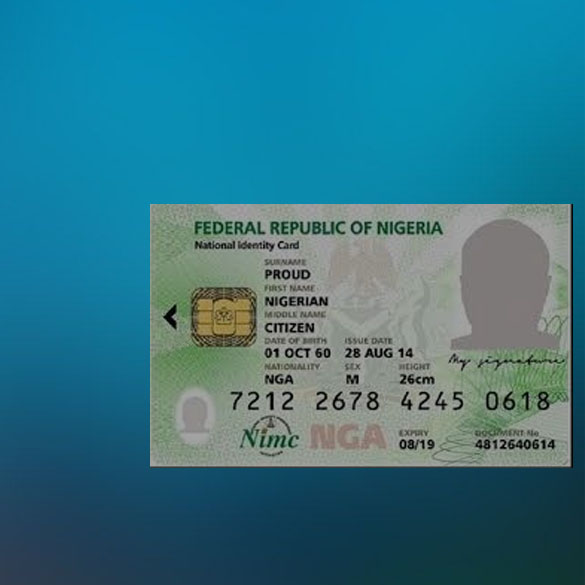 FEDERAL REPUBLIC OF NIGERIA
National Identity Card
SURNAME
PROUD
FIRST NAME
NIGERIAN
MIDDLE NAME
CITIZEN
DATE OF BIRTH ISSUE DATE
01 OCT 60 28 AUG 14
NATIONALITY SEX HEIGHT
NGA M 26cm
My signature
7212 2678 4245 0618
Nimc NGA
EXPIRY DOCUMENT No
08/19 4812640614